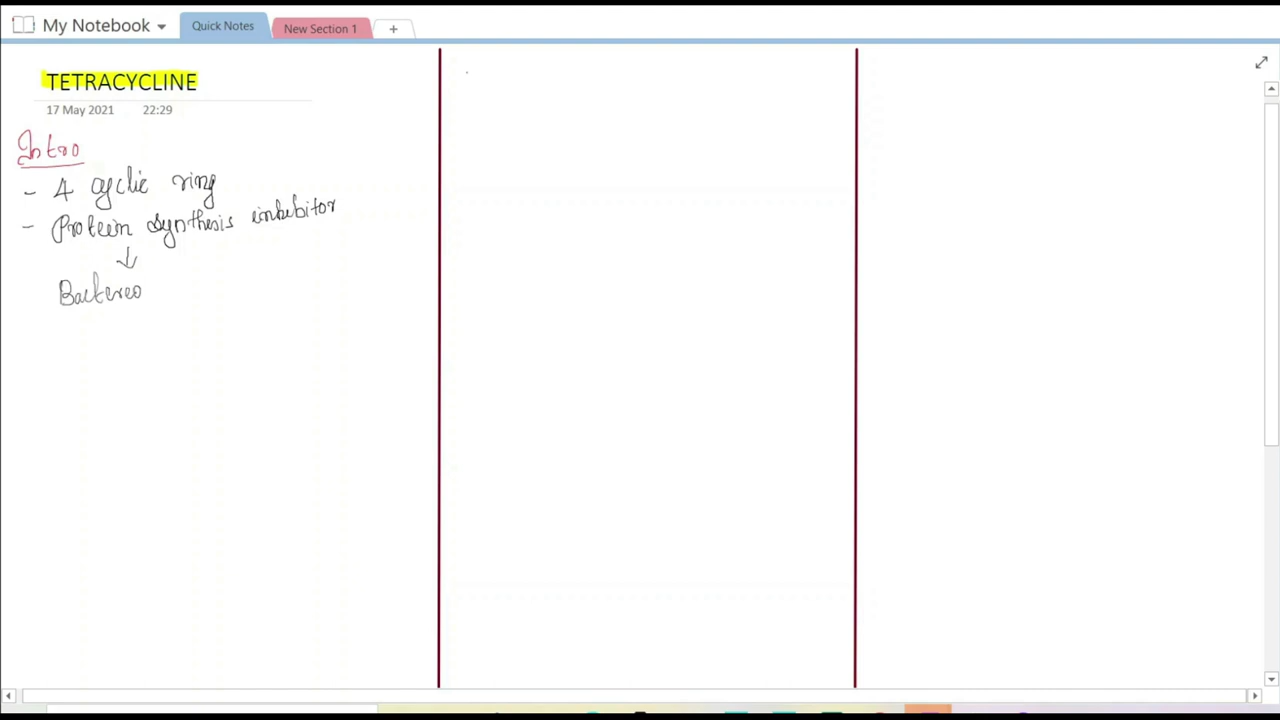 My Notebook
Quick Notes
New Section 1
TETRACYCLINE
17 May 2021 22:29
Intro
- 4 cyclic ring
- Protein synthesis inhibitor
↓
Bactereo